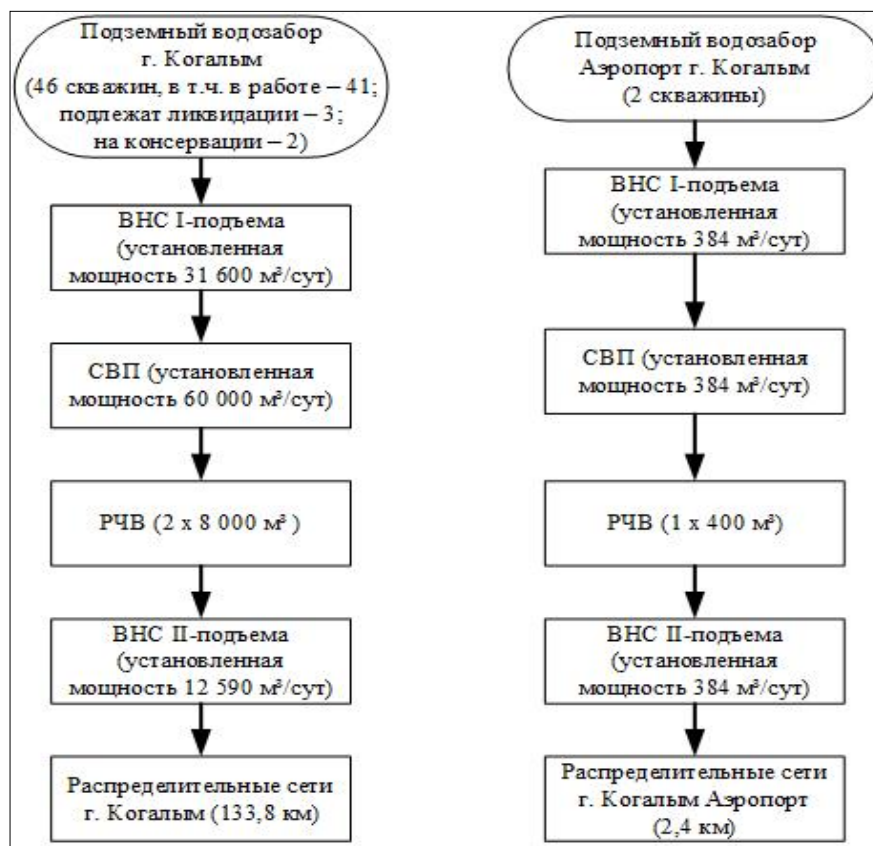 Подземный водозабор
г. Когалым
(46 скважин, в т.ч. в работе – 41;
подлежат ликвидации – 3;
на консервации – 2)
ВНС I-подъема
(установленная
мощность 31 600 м³/сут)
СВП (установленная
мощность 60 000 м³/сут)
РЧВ (2 х 8 000 м³ )
ВНС II-подъема
(установленная
мощность 12 590 м³/сут)
Распределительные сети
г. Когалым (133,8 км)
Подземный водозабор
Аэропорт г. Когалым
(2 скважины)
ВНС I-подъема
(установленная
мощность 384 м³/сут)
СВП (установленная
мощность 384 м³/сут)
РЧВ (1 х 400 м³)
ВНС II-подъема
(установленная
мощность 384 м³/сут)
Распределительные сети
г. Когалым Аэропорт
(2,4 км)